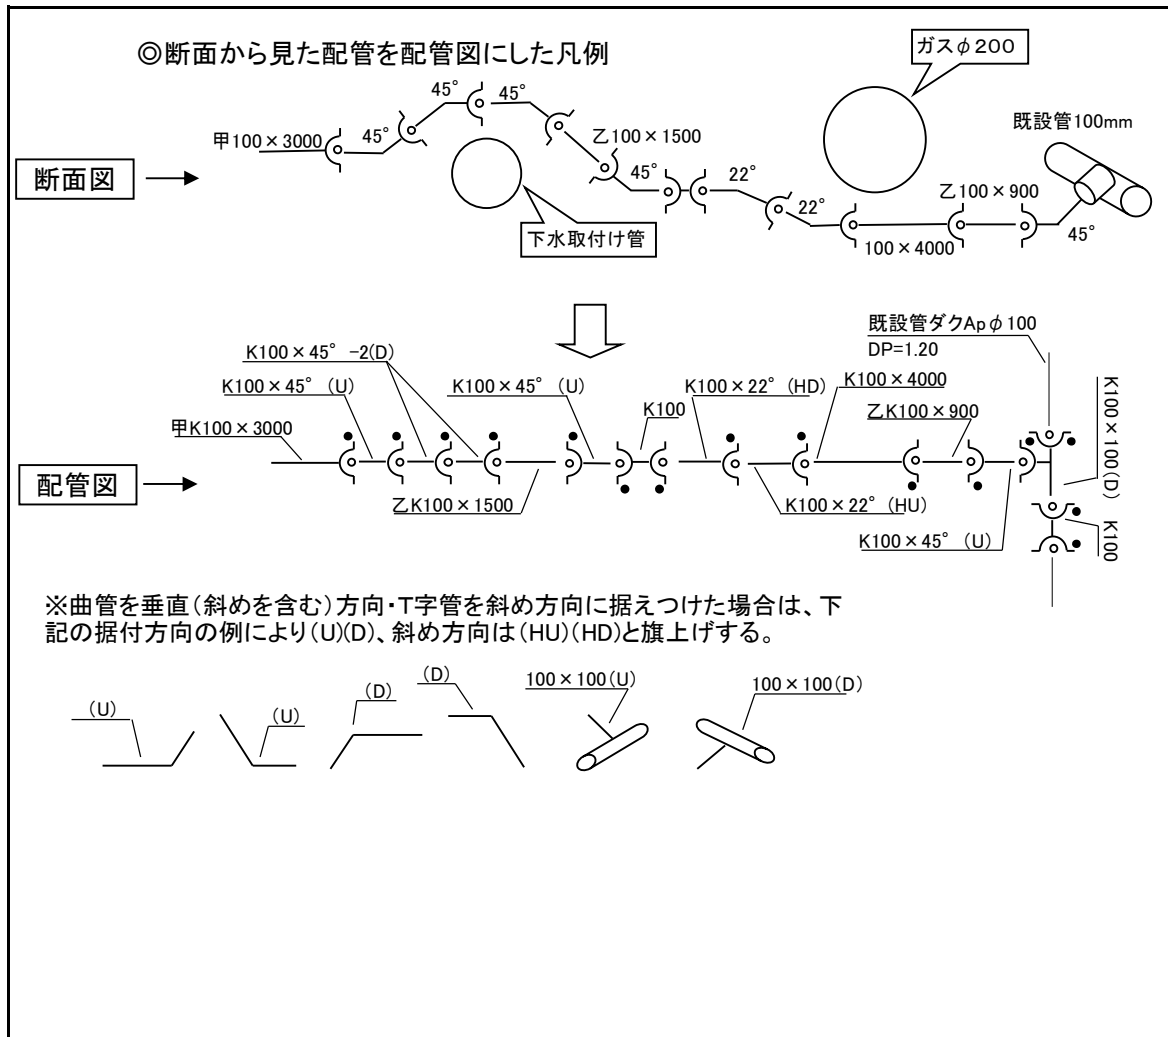 ◎断面から見た配管を配管図にした凡例
ガスφ200
既設管100mm
断面図
甲100×3000
45°
45°
45°
45°
乙100×1500
45°
22°
22°
100×4000
乙100×900
45°
下水取付け管
配管図
K100×45° -2(D)
K100×45° (U)
甲K100×3000
乙K100×1500
K100×45° (U)
K100
K100×22° (HD)
K100×22° (HU)
K100×4000
乙K100×900
K100×45° (U)
既設管ダクApφ100
DP=1.20
K100×100(D)
K100
※曲管を垂直(斜めを含む)方向・T字管を斜め方向に据えつけた場合は、下
記の据付方向の例により(U)(D)、斜め方向は(HU)(HD)と旗上げする。
(U)
(U)
(D)
(D)
100×100(U)
100×100(D)